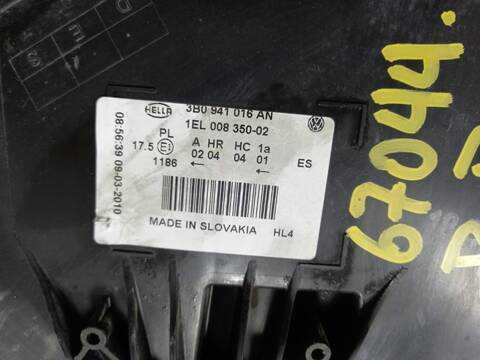 HELLA
3B0 941 016 AN
1EL 008 350-02
PL
17.5 E1 A HR HC 1a
02 04 04 01
1186 ← ← ES
MADE IN SLOVAKIA HL4
08:56:39 09-03-2010
67044.